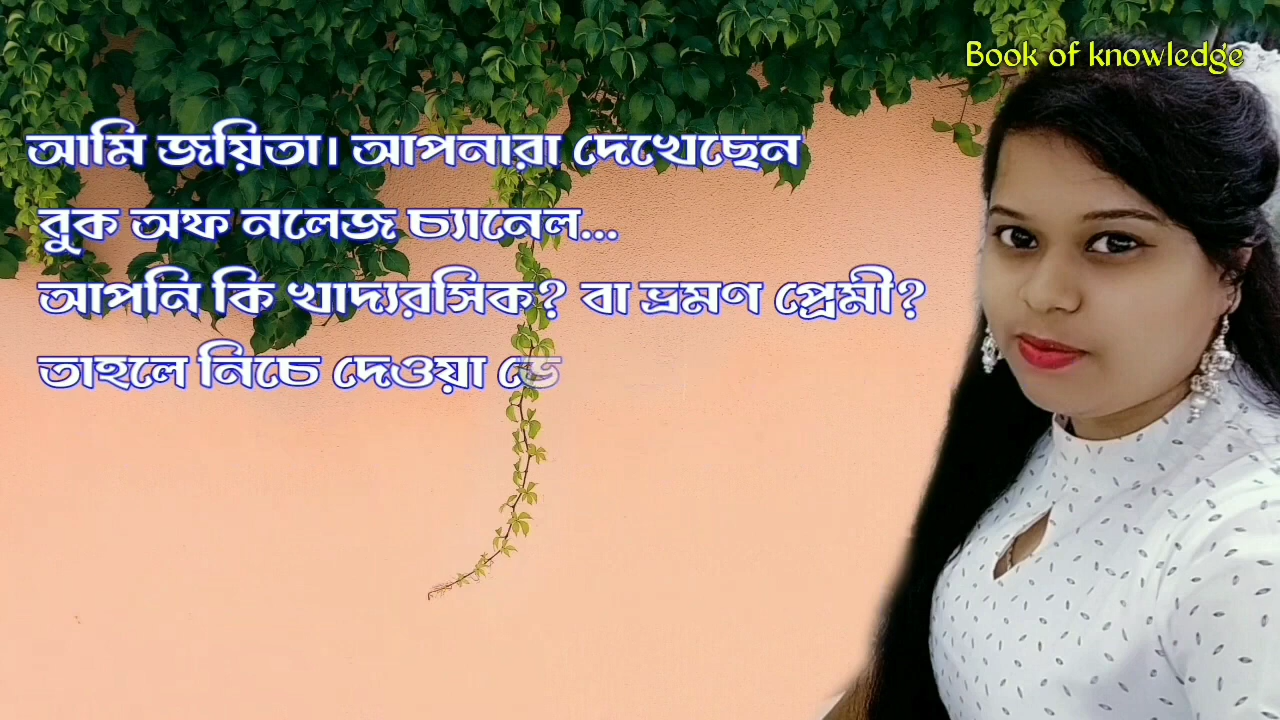 Book of knowledge
আমি জয়িতা। আপনারা দেখেছেন
বুক অফ নলেজ চ্যানেল...
আপনি কি খাদ্যরসিক? বা ভ্রমণ প্রেমী?
তাহলে নিচে দেওয়া ভে